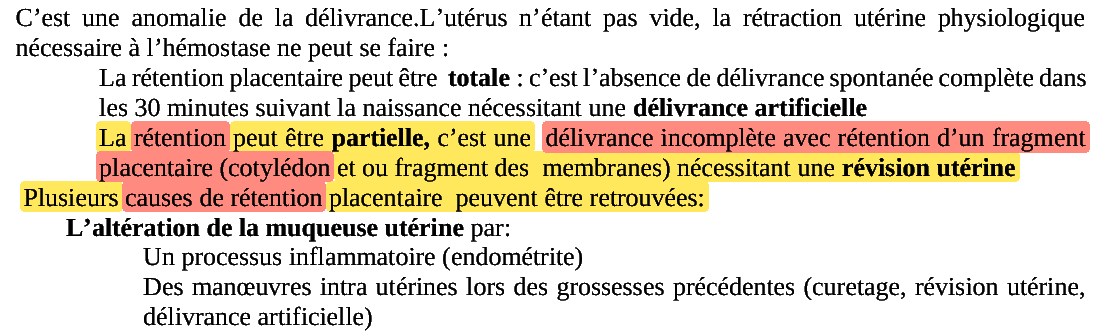 C’est une anomalie de la délivrance.L’utérus n’étant pas vide, la rétraction utérine physiologique
nécessaire à l’hémostase ne peut se faire :
La rétention placentaire peut être totale : c’est l’absence de délivrance spontanée complète dans
les 30 minutes suivant la naissance nécessitant une délivrance artificielle
La rétention peut être partielle, c’est une délivrance incomplète avec rétention d’un fragment
placentaire (cotylédon et ou fragment des membranes) nécessitant une révision utérine
Plusieurs causes de rétention placentaire peuvent être retrouvées:
L’altération de la muqueuse utérine par:
Un processus inflammatoire (endométrite)
Des manœuvres intra utérines lors des grossesses précédentes (curetage, révision utérine,
délivrance artificielle)